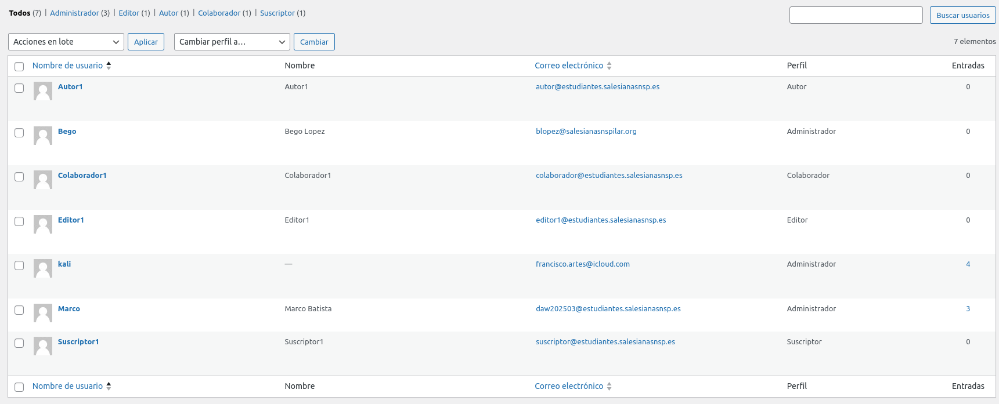 Todos (7) | Administrador (3) | Editor (1) | Autor (1) | Colaborador (1) | Suscriptor (1)
Buscar usuarios
Acciones en lote Aplicar Cambiar perfil a… Cambiar 7 elementos
Nombre de usuario Nombre Correo electrónico Perfil Entradas
Autor1 Autor1 autor@estudiantes.salesianasnsp.es Autor 0
Bego Bego Lopez blopez@salesianasnspilar.org Administrador 0
Colaborador1 Colaborador1 colaborador@estudiantes.salesianasnsp.es Colaborador 0
Editor1 Editor1 editor1@estudiantes.salesianasnsp.es Editor 0
kali — francisco.artes@icloud.com Administrador 4
Marco Marco Batista daw202503@estudiantes.salesianasnsp.es Administrador 3
Suscriptor1 Suscriptor1 suscriptor@estudiantes.salesianasnsp.es Suscriptor 0
Nombre de usuario Nombre Correo electrónico Perfil Entradas